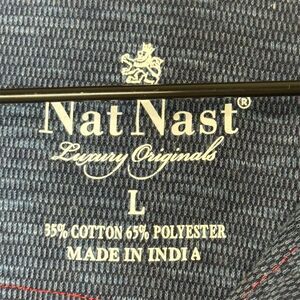 Nat Nast®
Luxury Originals
L
35% COTTON 65% POLYESTER
MADE IN INDIA